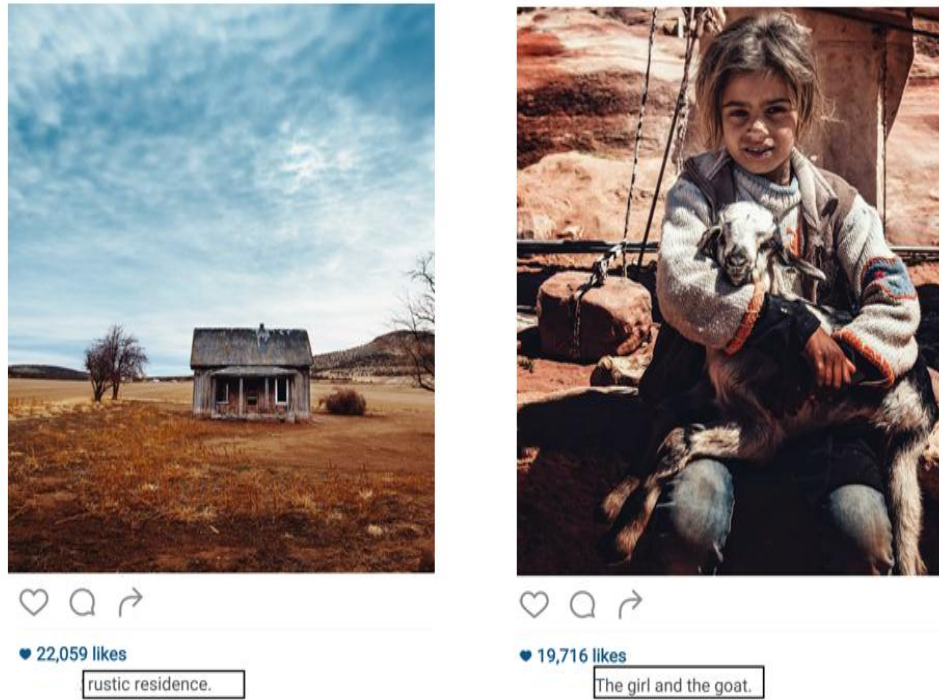 22,059 likes
rustic residence.
19,716 likes
The girl and the goat.